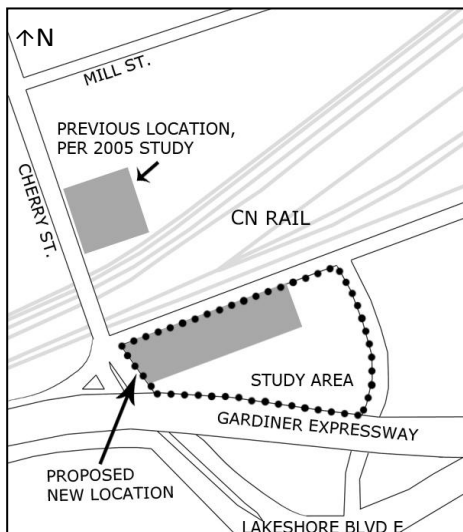 ↑N
MILL ST.
PREVIOUS LOCATION,
PER 2005 STUDY
CHERRY ST.
CN RAIL
STUDY AREA
GARDINER EXPRESSWAY
PROPOSED
NEW LOCATION
LAKESHORE BLVD E